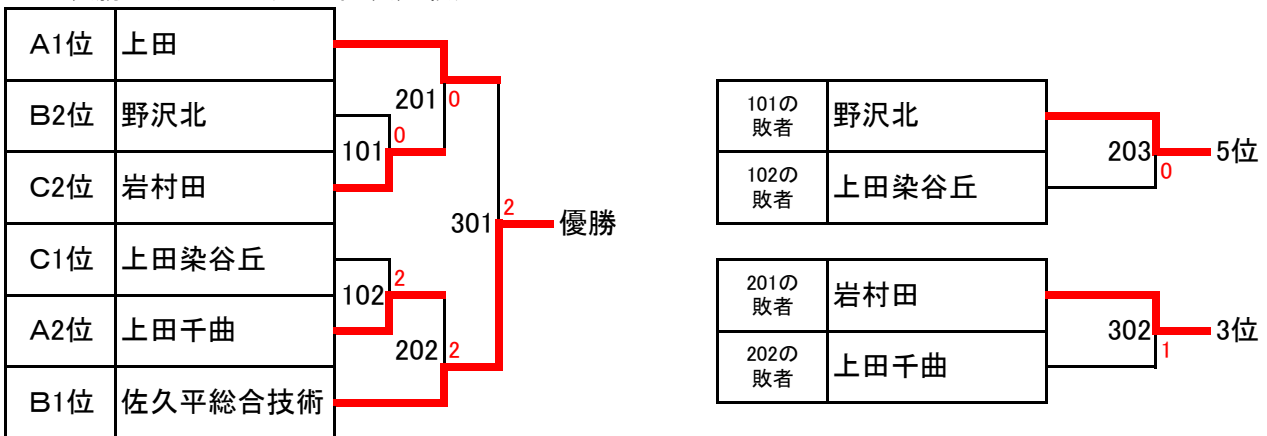 A1位 上田
B2位 野沢北
C2位 岩村田
C1位 上田染谷丘
A2位 上田千曲
B1位 佐久平総合技術
201 0
101 0
301 2 優勝
102 2
202 2
101の
敗者
野沢北
102の
敗者
上田染谷丘
203 0 5位
201の
敗者
岩村田
202の
敗者
上田千曲
302 1 3位